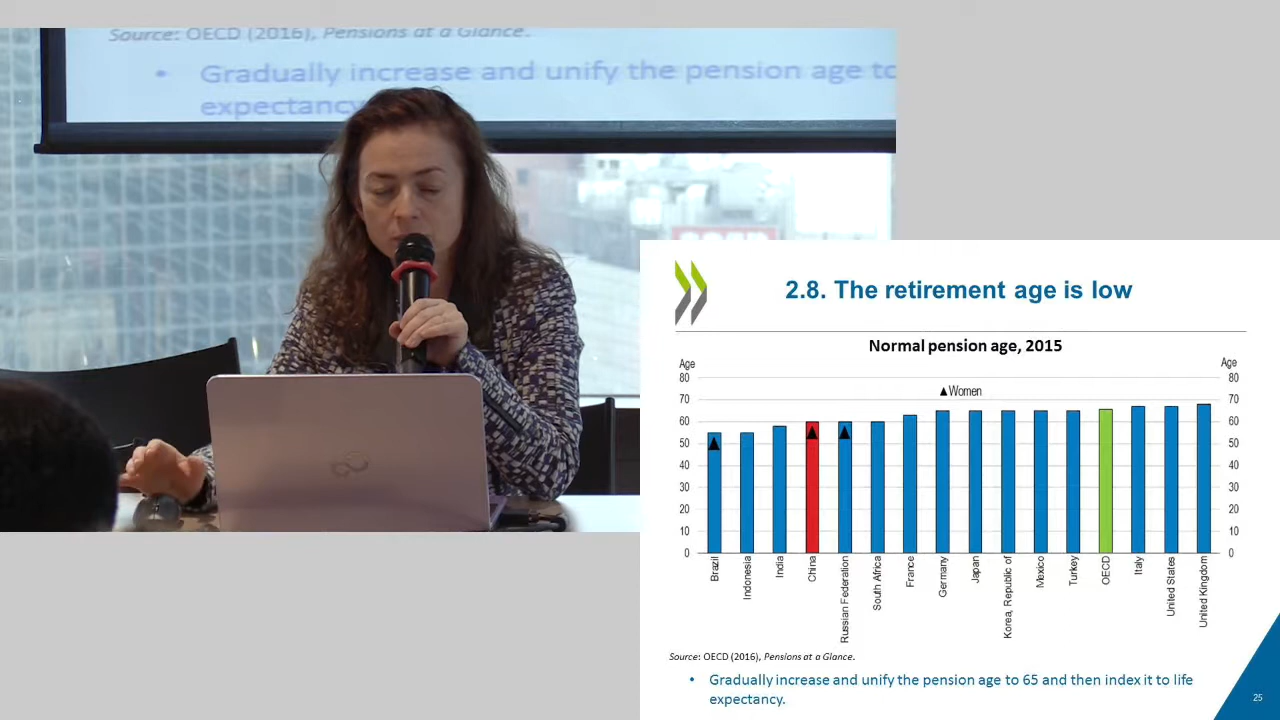 Source: OECD (2016), Pensions at a Glance.
• Gradually increase and unify the pension age to
expectancy
2.8. The retirement age is low
Normal pension age, 2015
Age
Age
80
80
▲Women
70
70
60
60
50
50
40
40
30
30
20
20
10
10
0
0
Brazil
Indonesia
India
China
Russian Federation
South Africa
France
Germany
Japan
Korea, Republic of
Mexico
Turkey
OECD
Italy
United States
United Kingdom
Source: OECD (2016), Pensions at a Glance.
• Gradually increase and unify the pension age to 65 and then index it to life
expectancy.
25